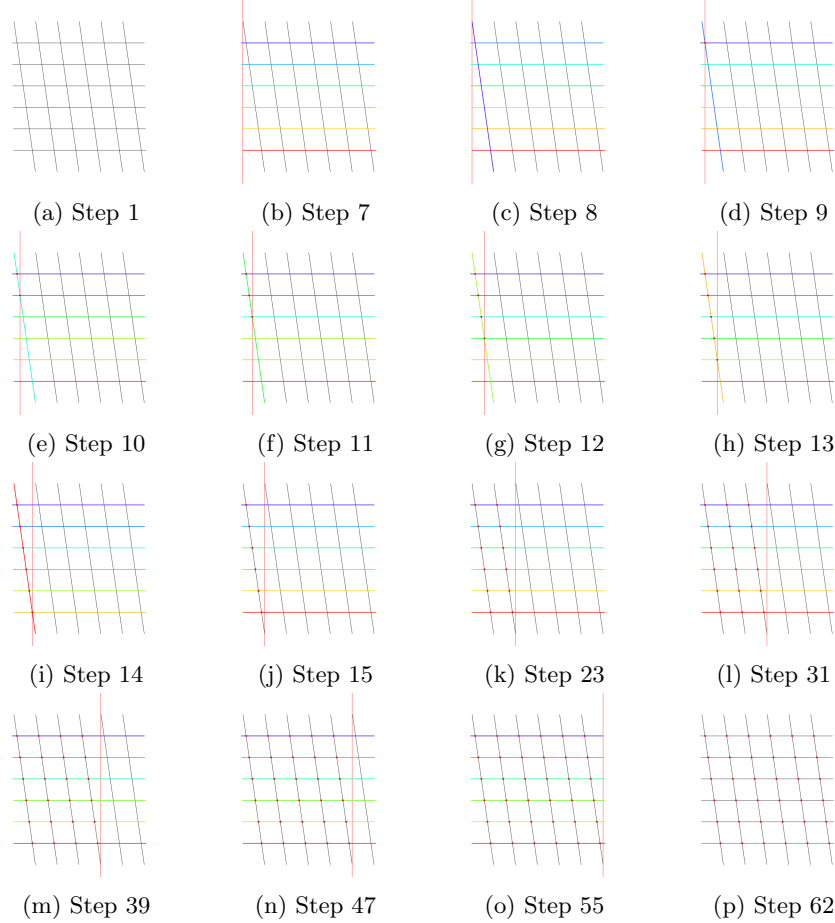 (a) Step 1
(b) Step 7
(c) Step 8
(d) Step 9
(e) Step 10
(f) Step 11
(g) Step 12
(h) Step 13
(i) Step 14
(j) Step 15
(k) Step 23
(l) Step 31
(m) Step 39
(n) Step 47
(o) Step 55
(p) Step 62